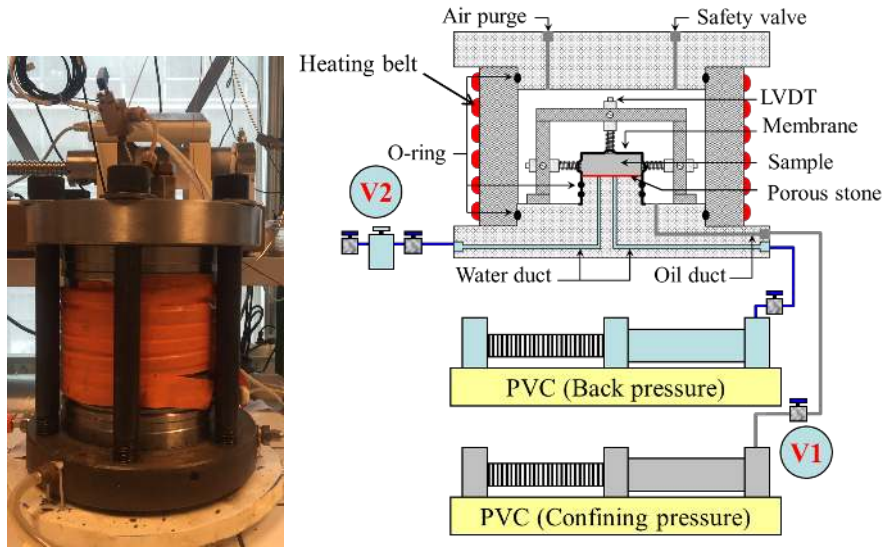 Air purge
Safety valve
Heating belt
LVDT
Membrane
O-ring
Sample
Porous stone
V2
Water duct
Oil duct
PVC (Back pressure)
V1
PVC (Confining pressure)